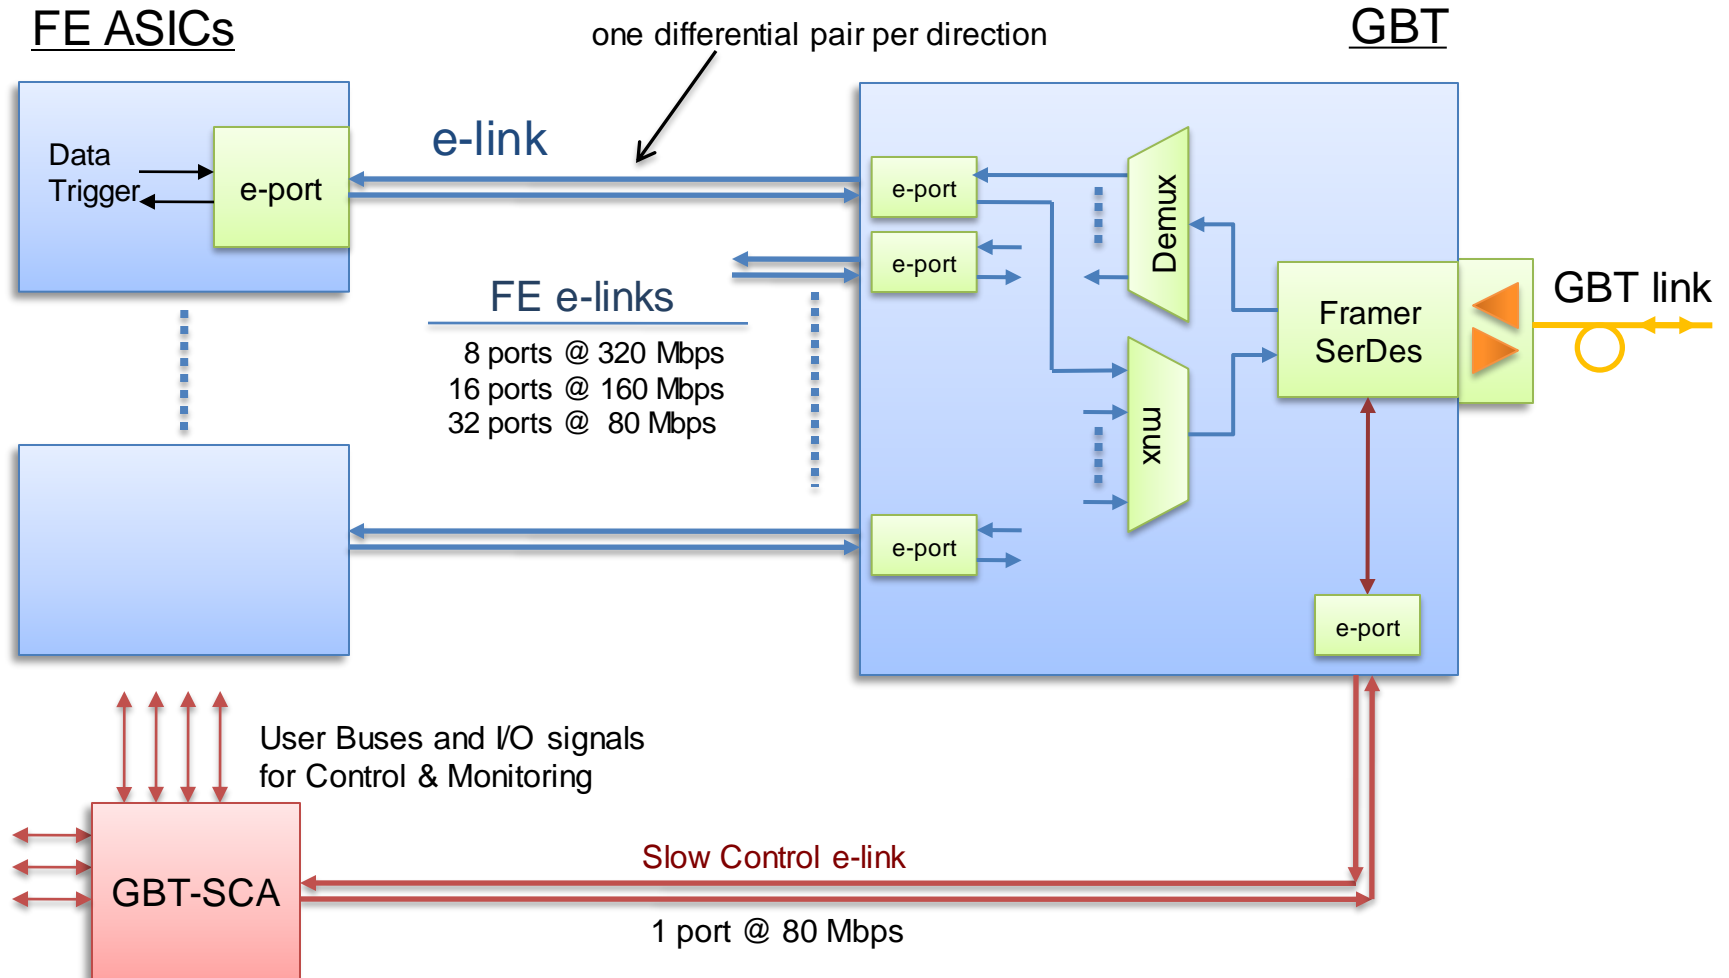 FE ASICs
one differential pair per direction
GBT
Data
Trigger
e-port
e-link
e-port
e-port
Demux
FE e-links
8 ports @ 320 Mbps
16 ports @ 160 Mbps
32 ports @ 80 Mbps
Framer
SerDes
GBT link
mux
e-port
e-port
User Buses and I/O signals
for Control & Monitoring
GBT-SCA
Slow Control e-link
1 port @ 80 Mbps